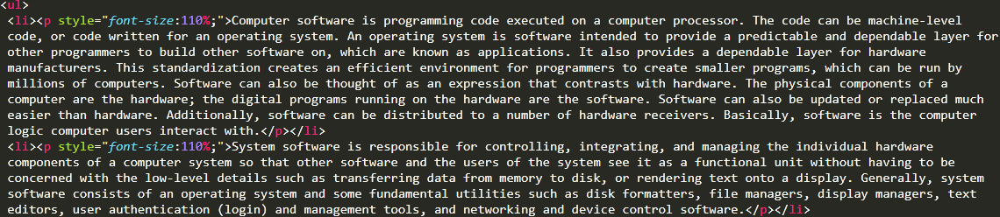 <ul>
<li><p style="font-size:110%;">Computer software is programming code executed on a computer processor. The code can be machine-level
code, or code written for an operating system. An operating system is software intended to provide a predictable and dependable layer for
other programmers to build other software on, which are known as applications. It also provides a dependable layer for hardware
manufacturers. This standardization creates an efficient environment for programmers to create smaller programs, which can be run by
millions of computers. Software can also be thought of as an expression that contrasts with hardware. The physical components of a
computer are the hardware; the digital programs running on the hardware are the software. Software can also be updated or replaced much
easier than hardware. Additionally, software can be distributed to a number of hardware receivers. Basically, software is the computer
logic computer users interact with.</p></li>
<li><p style="font-size:110%;">System software is responsible for controlling, integrating, and managing the individual hardware
components of a computer system so that other software and the users of the system see it as a functional unit without having to be
concerned with the low-level details such as transferring data from memory to disk, or rendering text onto a display. Generally, system
software consists of an operating system and some fundamental utilities such as disk formatters, file managers, display managers, text
editors, user authentication (login) and management tools, and networking and device control software.</p></li>